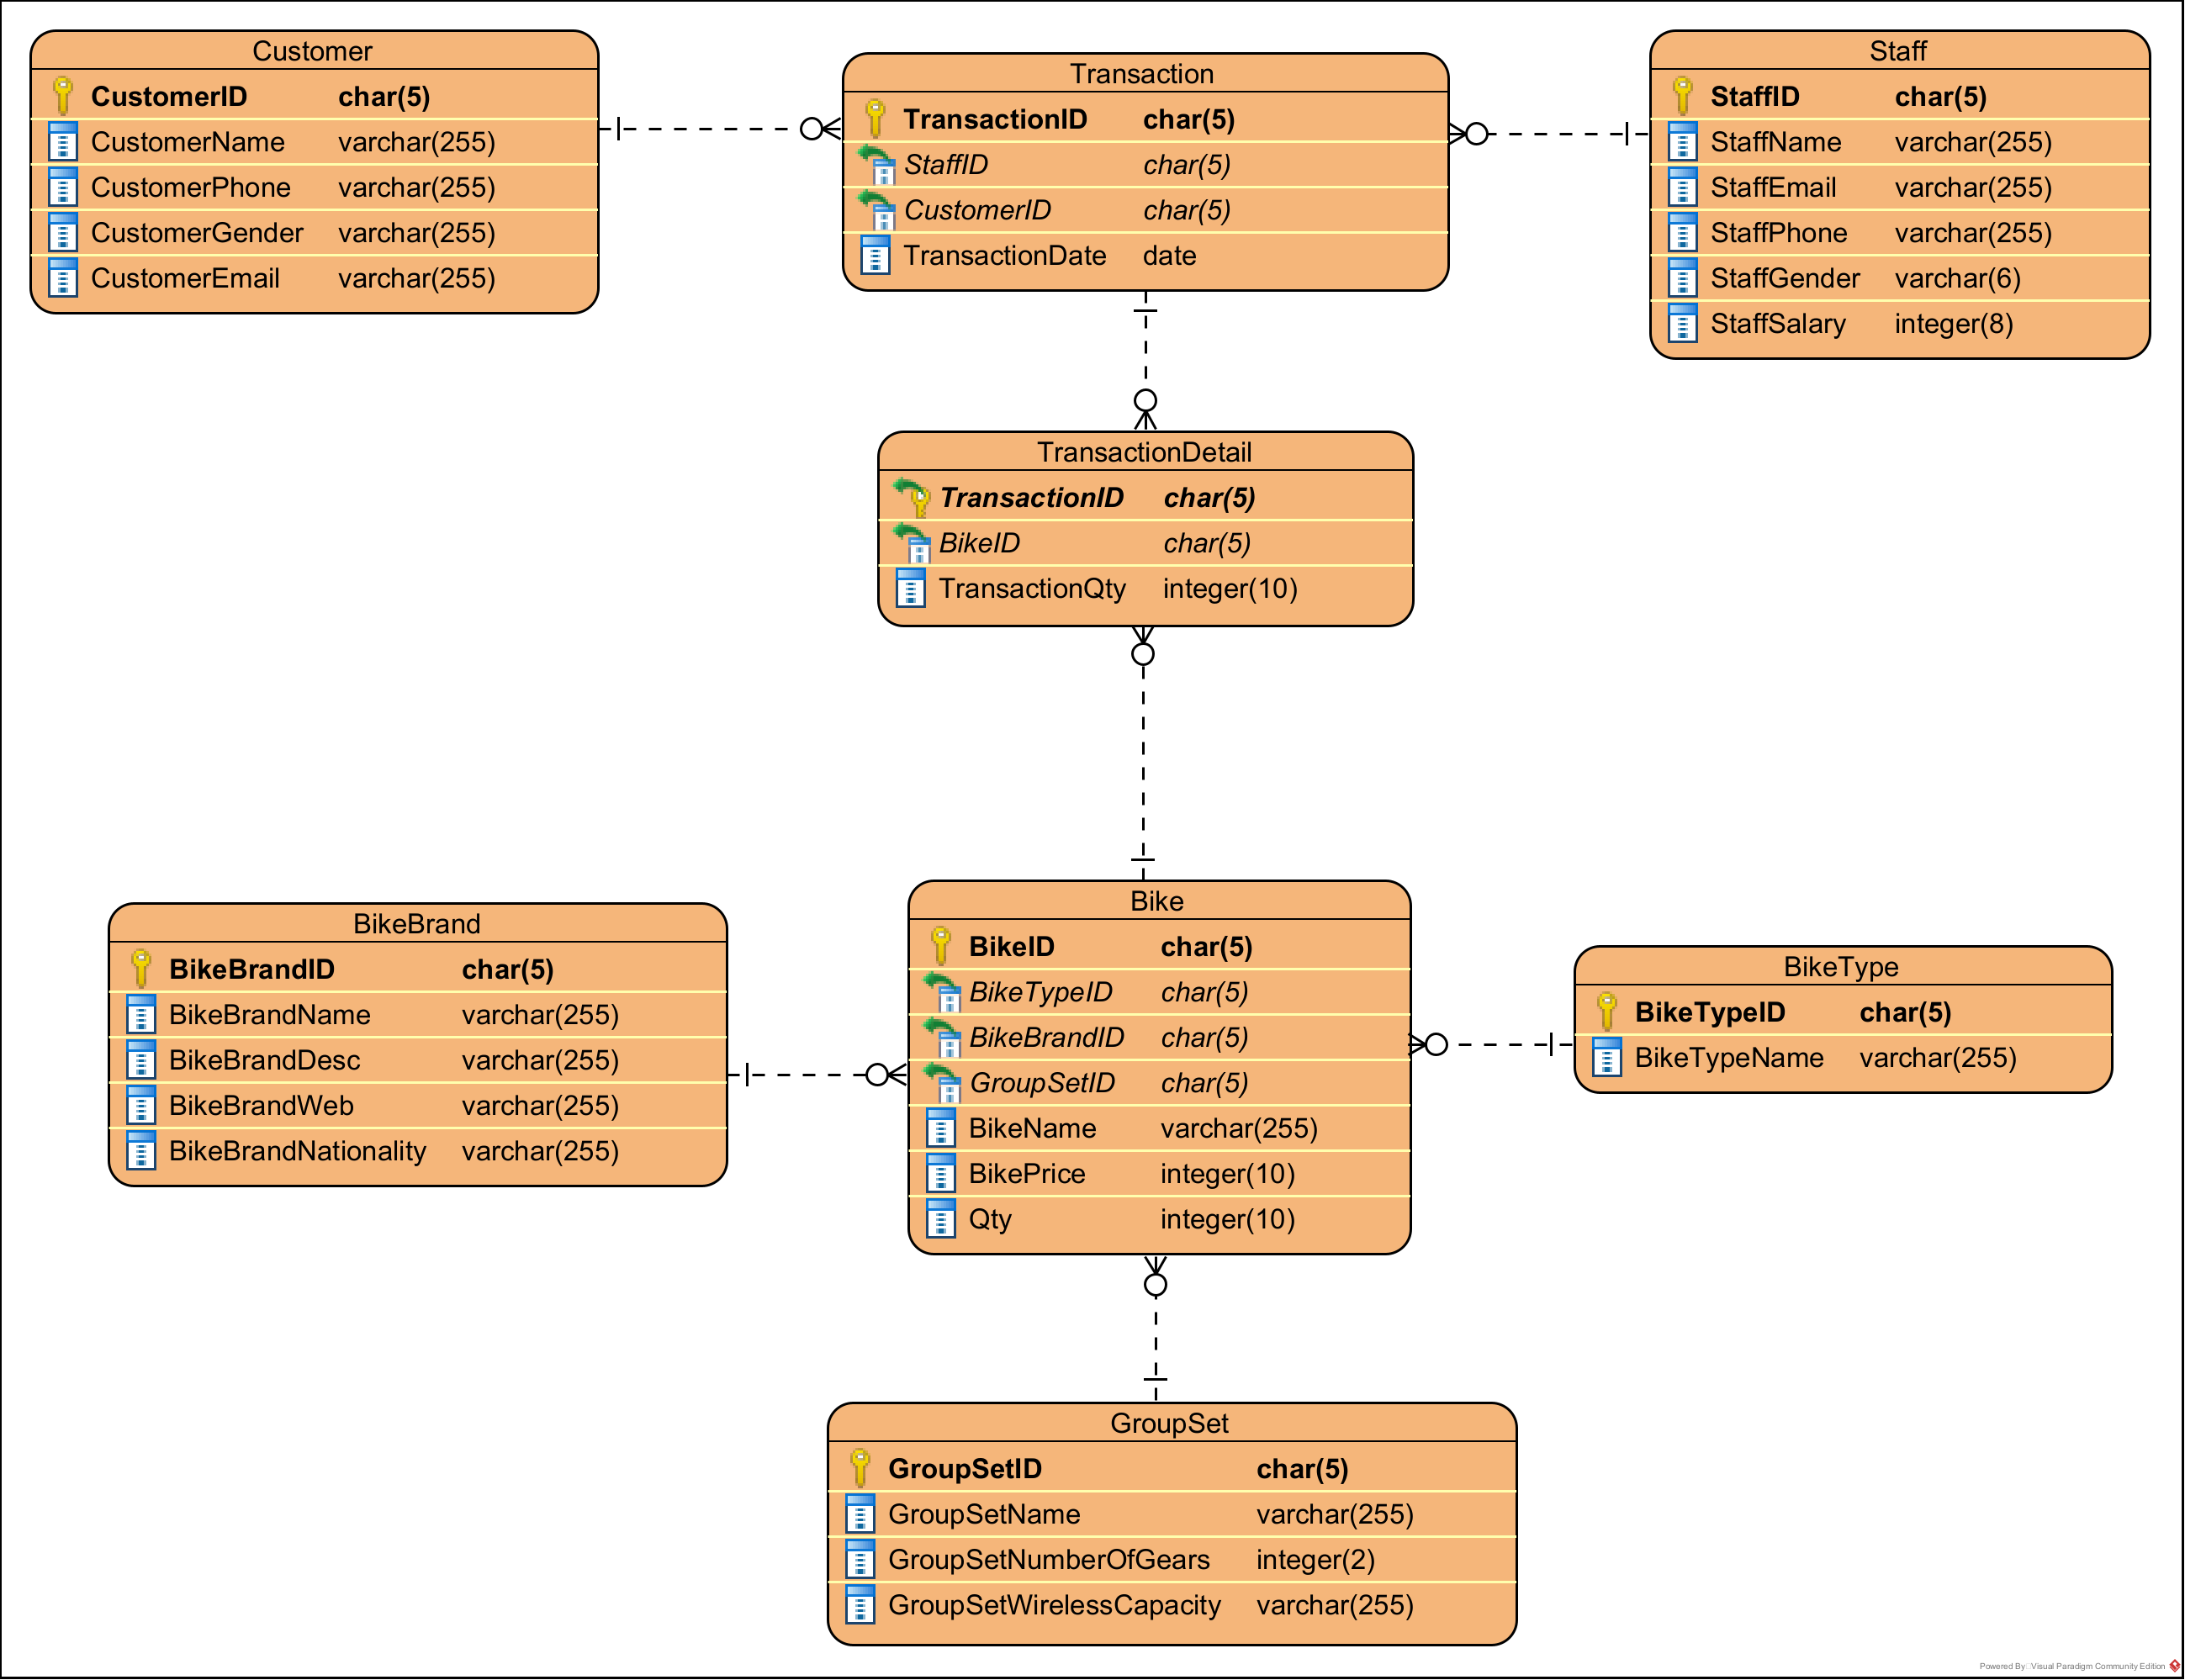 Customer
CustomerID char(5)
CustomerName varchar(255)
CustomerPhone varchar(255)
CustomerGender varchar(255)
CustomerEmail varchar(255)
Transaction
TransactionID char(5)
StaffID char(5)
CustomerID char(5)
TransactionDate date
Staff
StaffID char(5)
StaffName varchar(255)
StaffEmail varchar(255)
StaffPhone varchar(255)
StaffGender varchar(6)
StaffSalary integer(8)
TransactionDetail
TransactionID char(5)
BikeID char(5)
TransactionQty integer(10)
BikeBrand
BikeBrandID char(5)
BikeBrandName varchar(255)
BikeBrandDesc varchar(255)
BikeBrandWeb varchar(255)
BikeBrandNationality varchar(255)
Bike
BikeID char(5)
BikeTypeID char(5)
BikeBrandID char(5)
GroupSetID char(5)
BikeName varchar(255)
BikePrice integer(10)
Qty integer(10)
BikeType
BikeTypeID char(5)
BikeTypeName varchar(255)
GroupSet
GroupSetID char(5)
GroupSetName varchar(255)
GroupSetNumberOfGears integer(2)
GroupSetWirelessCapacity varchar(255)
Powered By Visual Paradigm Community Edition